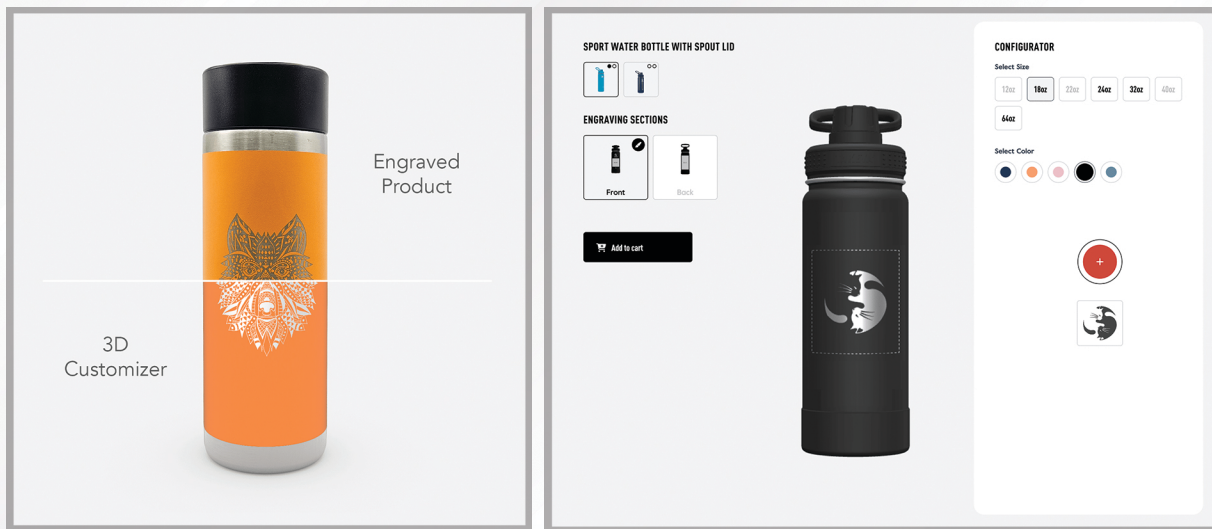 Engraved
Product
3D
Customizer
SPORT WATER BOTTLE WITH SPOUT LID
ENGRAVING SECTIONS
Front
Back
Add to cart
CONFIGURATOR
Select Size
12oz
18oz
22oz
24oz
32oz
40oz
64oz
Select Color